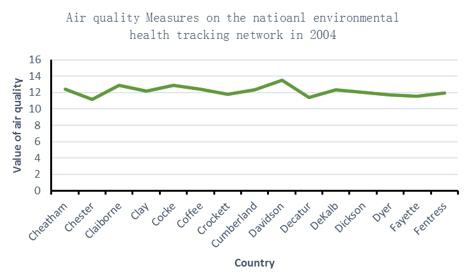 Air quality Measures on the natioanl environmental
health tracking network in 2004
Value of air quality
16
14
12
10
8
6
4
2
0
Cheatham
Chester
Claiborne
Clay
Cocke
Coffee
Crockett
Cumberland
Davidson
Decatur
DeKalb
Dickson
Dyer
Fayette
Fentress
Country